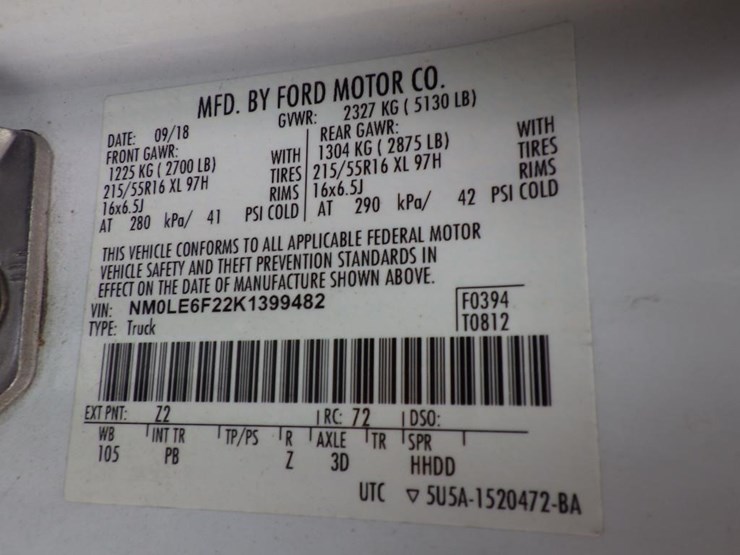 MFD. BY FORD MOTOR CO.
DATE: 09/18 GVWR: 2327 KG ( 5130 LB)
FRONT GAWR: REAR GAWR:
1225 KG ( 2700 LB) WITH 1304 KG ( 2875 LB) WITH
215/55R16 XL 97H TIRES 215/55R16 XL 97H TIRES
16x6.5J RIMS 16x6.5J RIMS
AT 280 kPa/ 41 PSI COLD AT 290 kPa/ 42 PSI COLD
THIS VEHICLE CONFORMS TO ALL APPLICABLE FEDERAL MOTOR
VEHICLE SAFETY AND THEFT PREVENTION STANDARDS IN
EFFECT ON THE DATE OF MANUFACTURE SHOWN ABOVE.
VIN: NM0LE6F22K1399482 F0394
TYPE: Truck T0812
EXT PNT: Z2 RC: 72 DSO:
WB INT TR TP/PS R AXLE TR SPR
105 PB Z 3D HHDD
UTC ▽ 5U5A-1520472-BA